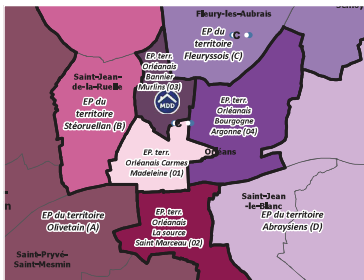 Fleury-les-Aubrais
EP du
territoire
Fleuryssois (C)
C
EP terr.
Orléanais
Bannier
Murlins (03)
MDD
Saint-Jean-
de-la-Ruelle
EP du
territoire
Stéoruellan (B)
EP terr.
Orléanais
Bourgogne
Argonne (04)
C
Orléans
EP terr.
Orléanais Carmes
Madeleine (01)
Saint-Jean
-le-Blanc
EP du territoire
Abraysiens (D)
EP du territoire
Olivetain (A)
EP terr.
Orléanais
La source
Saint Marceau (02)
Saint-Pryvé-
Saint-Mesmin